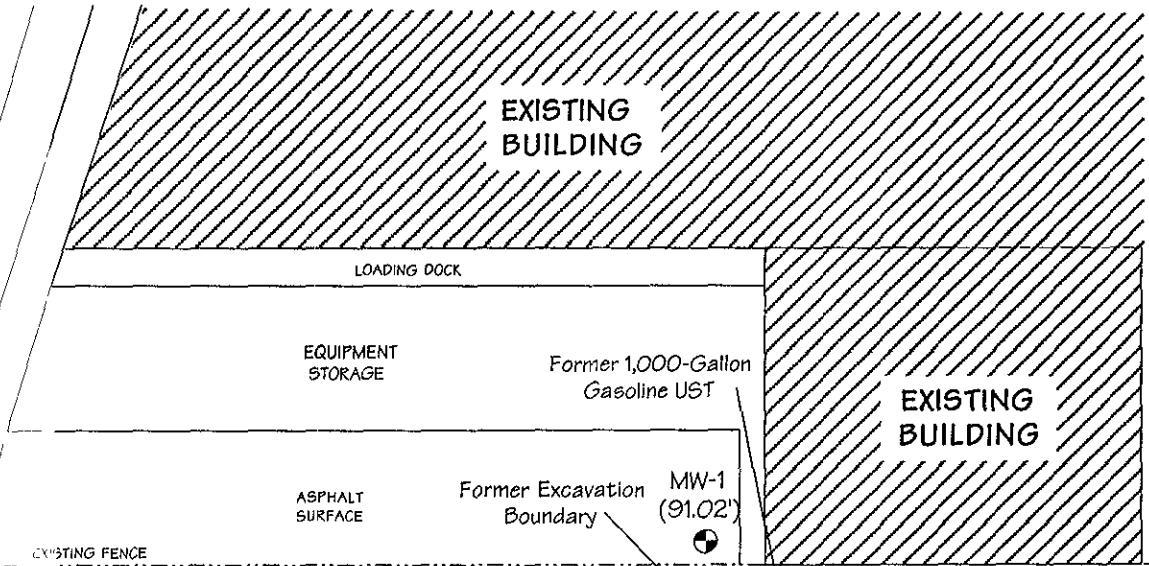 EXISTING
BUILDING
LOADING DOCK
EQUIPMENT
STORAGE
Former 1,000-Gallon
Gasoline UST
EXISTING
BUILDING
ASPHALT
SURFACE
Former Excavation
Boundary
MW-1
(91.02')
EXISTING FENCE